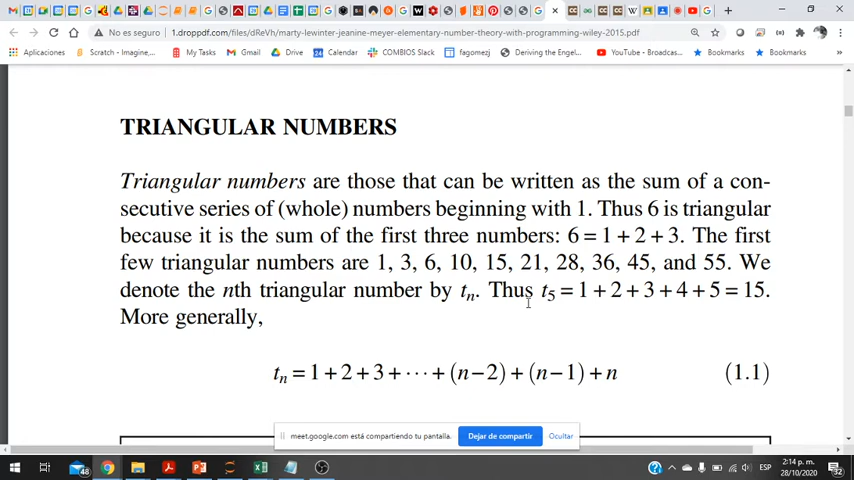 No es seguro | 1.droppdf.com/files/dReVh/marty-lewinter-jeanine-meyer-elementary-number-theory-with-programming-wiley-2015.pdf
Aplicaciones Scratch - Imagine,... My Tasks Gmail Drive Calendar COMBIOS Slack fagomezj Deriving the Engel... YouTube - Broadcas... Bookmarks Bookmarks
TRIANGULAR NUMBERS
Triangular numbers are those that can be written as the sum of a con-
secutive series of (whole) numbers beginning with 1. Thus 6 is triangular
because it is the sum of the first three numbers: 6 = 1 + 2 + 3. The first
few triangular numbers are 1, 3, 6, 10, 15, 21, 28, 36, 45, and 55. We
denote the nth triangular number by tₙ. Thus t₅ = 1 + 2 + 3 + 4 + 5 = 15.
More generally,
tₙ = 1 + 2 + 3 + ⋯ + (n−2) + (n−1) + n (1.1)
meet.google.com está compartiendo tu pantalla. Dejar de compartir Ocultar
48 ESP 2:14 p. m.
28/10/2020 32